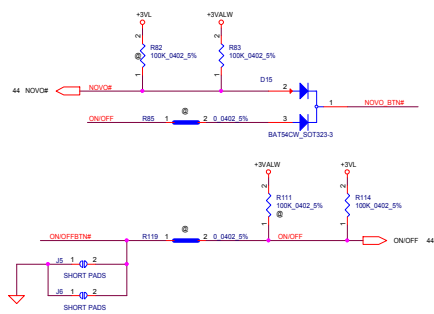 +3VL +3VALW
2 2
R82 R83
100K_0402_5% 100K_0402_5%
@
1 1
D15
44 NOVO# NOVO# 2
1 NOVO_BTN#
@
ON/OFF R85 1 2 0_0402_5% 3
BAT54CW_SOT323-3
+3VALW +3VL
2 2
R111 R114
100K_0402_5% 100K_0402_5%
@
1 1
@
ON/OFFBTN# R119 1 2 0_0402_5% ON/OFF ON/OFF 44
J5 1 2
SHORT PADS
J6 1 2
SHORT PADS